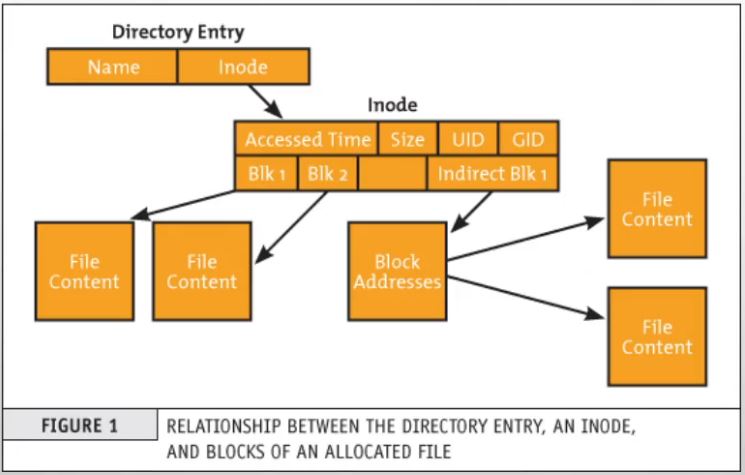 Directory Entry
Name Inode
Inode
Accessed Time Size UID GID
Blk 1 Blk 2 Indirect Blk 1
File
Content
File
Content
File
Content
Block
Addresses
File
Content
FIGURE 1 RELATIONSHIP BETWEEN THE DIRECTORY ENTRY, AN INODE,
AND BLOCKS OF AN ALLOCATED FILE